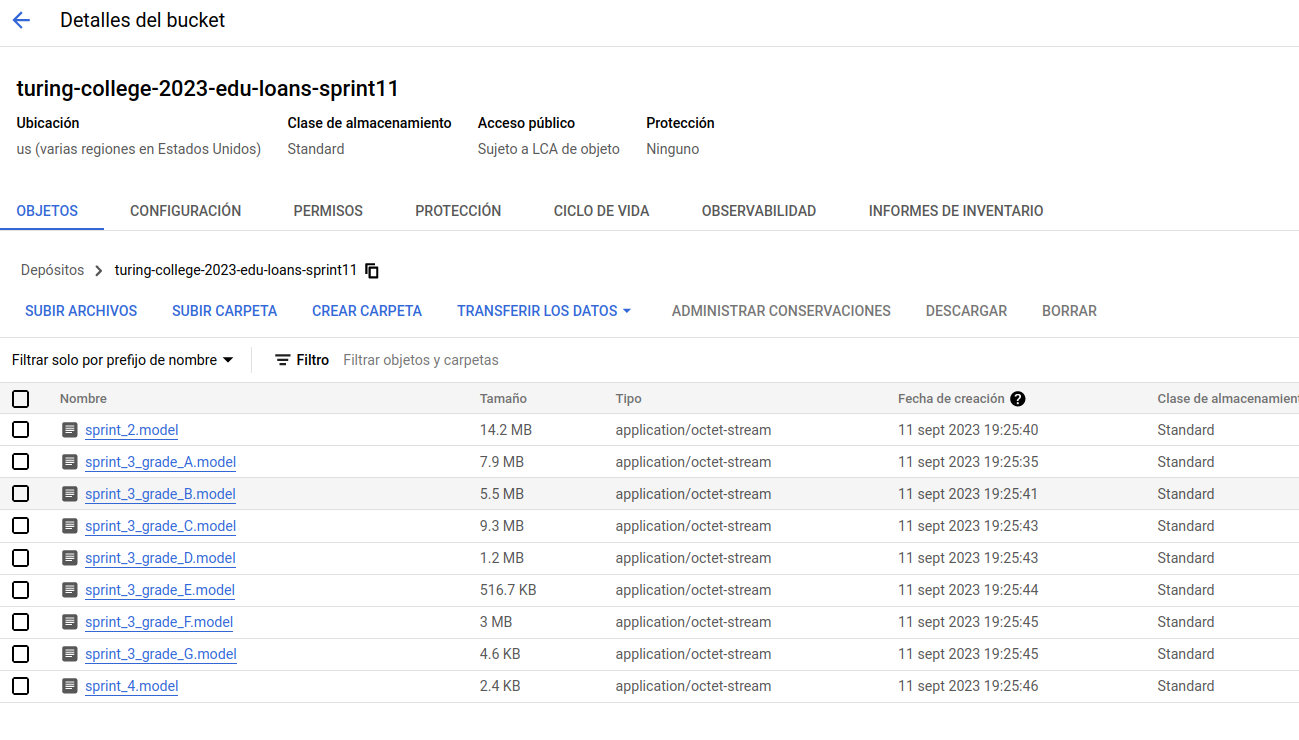 Detalles del bucket
turing-college-2023-edu-loans-sprint11
Ubicación Clase de almacenamiento Acceso público Protección
us (varias regiones en Estados Unidos) Standard Sujeto a LCA de objeto Ninguno
OBJETOS CONFIGURACIÓN PERMISOS PROTECCIÓN CICLO DE VIDA OBSERVABILIDAD INFORMES DE INVENTARIO
Depósitos > turing-college-2023-edu-loans-sprint11
SUBIR ARCHIVOS SUBIR CARPETA CREAR CARPETA TRANSFERIR LOS DATOS ADMINISTRAR CONSERVACIONES DESCARGAR BORRAR
Filtrar solo por prefijo de nombre Filtro Filtrar objetos y carpetas
Nombre Tamaño Tipo Fecha de creación ? Clase de almacenamient
sprint_2.model 14.2 MB application/octet-stream 11 sept 2023 19:25:40 Standard
sprint_3_grade_A.model 7.9 MB application/octet-stream 11 sept 2023 19:25:35 Standard
sprint_3_grade_B.model 5.5 MB application/octet-stream 11 sept 2023 19:25:41 Standard
sprint_3_grade_C.model 9.3 MB application/octet-stream 11 sept 2023 19:25:43 Standard
sprint_3_grade_D.model 1.2 MB application/octet-stream 11 sept 2023 19:25:43 Standard
sprint_3_grade_E.model 516.7 KB application/octet-stream 11 sept 2023 19:25:44 Standard
sprint_3_grade_F.model 3 MB application/octet-stream 11 sept 2023 19:25:45 Standard
sprint_3_grade_G.model 4.6 KB application/octet-stream 11 sept 2023 19:25:45 Standard
sprint_4.model 2.4 KB application/octet-stream 11 sept 2023 19:25:46 Standard